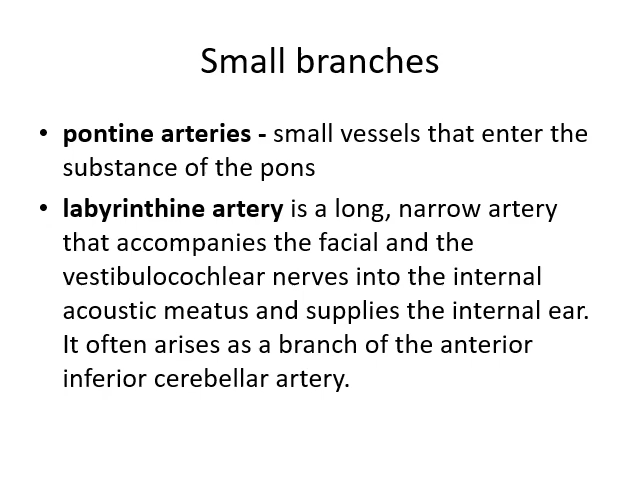 Small branches
• pontine arteries - small vessels that enter the
substance of the pons
• labyrinthine artery is a long, narrow artery
that accompanies the facial and the
vestibulocochlear nerves into the internal
acoustic meatus and supplies the internal ear.
It often arises as a branch of the anterior
inferior cerebellar artery.